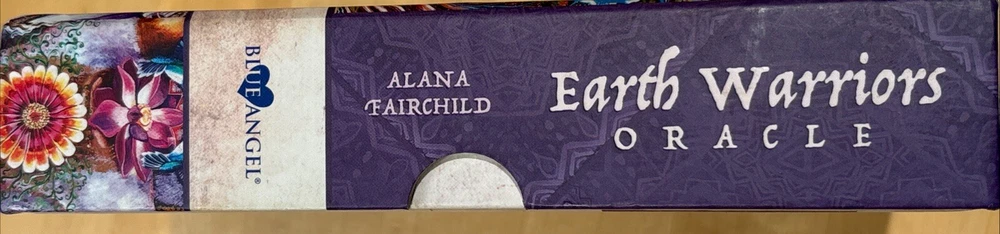 BLUE ANGEL®
ALANA
FAIRCHILD
Earth Warriors
ORACLE